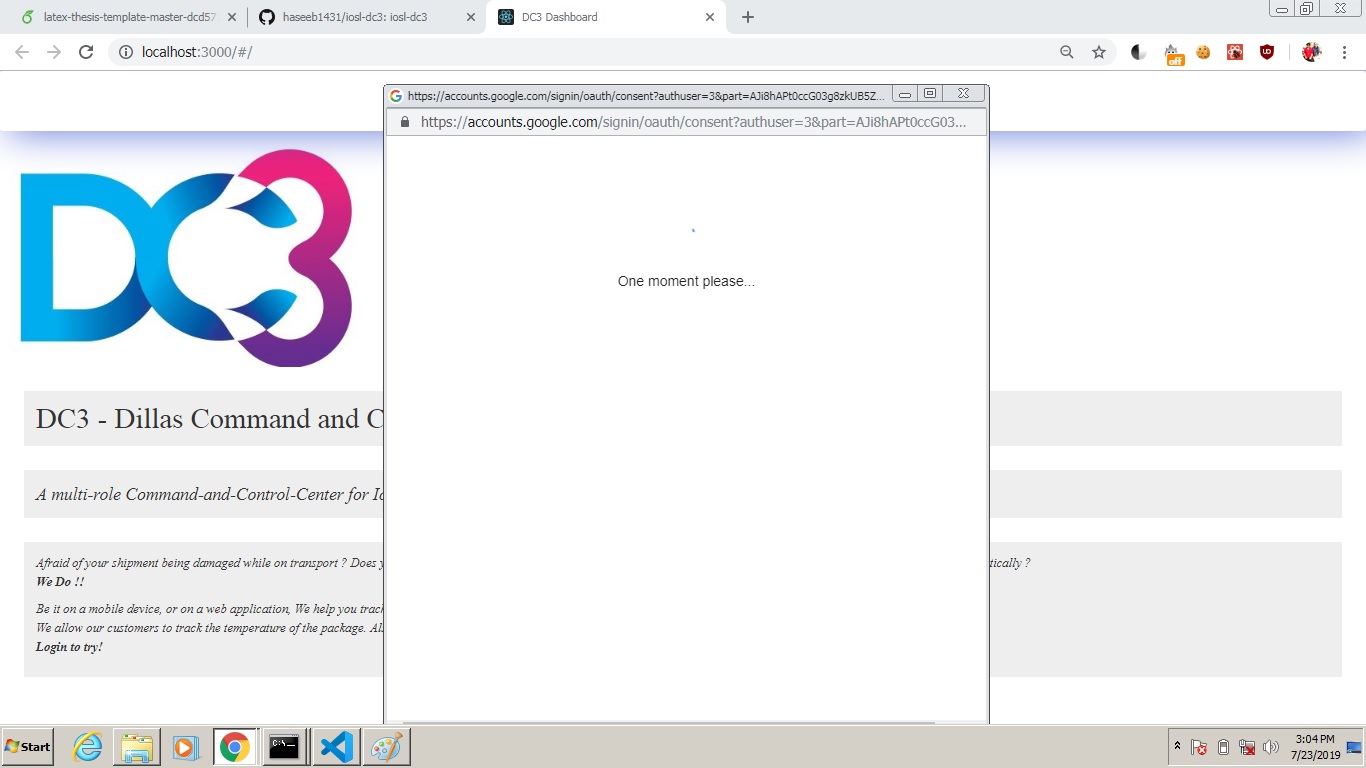 latex-thesis-template-master-dcd57
haseeb1431/iosl-dc3: iosl-dc3
DC3 Dashboard
localhost:3000/#/
off
https://accounts.google.com/signin/oauth/consent?authuser=3&part=AJi8hAPt0ccG03g8zkUB5Z...
https://accounts.google.com/signin/oauth/consent?authuser=3&part=AJi8hAPt0ccG03...
One moment please...
DC3
DC3 - Dillas Command and C
A multi-role Command-and-Control-Center for Io
Afraid of your shipment being damaged while on transport ? Does y
tically ?
We Do !!
Be it on a mobile device, or on a web application, We help you track
We allow our customers to track the temperature of the package. Al
Login to try!
Start
C:\
3:04 PM
7/23/2019